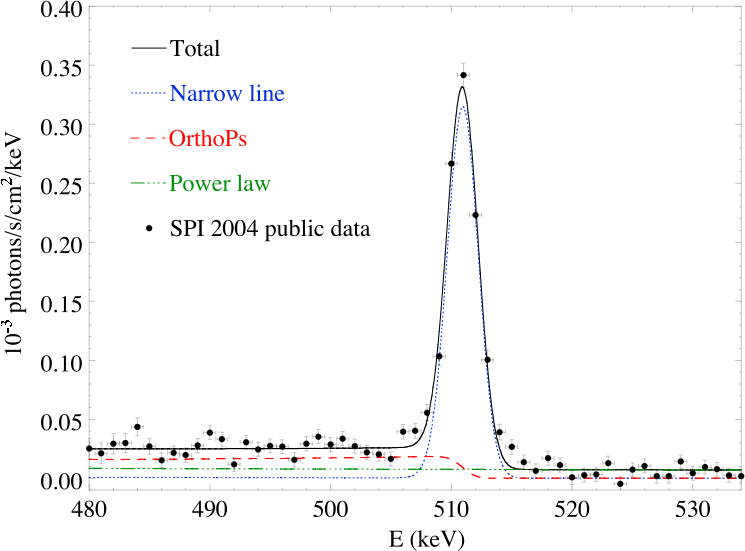 0.40
0.35
0.30
0.25
0.20
0.15
0.10
0.05
0.00
10⁻³ photons/s/cm²/keV
Total
Narrow line
OrthoPs
Power law
SPI 2004 public data
480 490 500 510 520 530
E (keV)